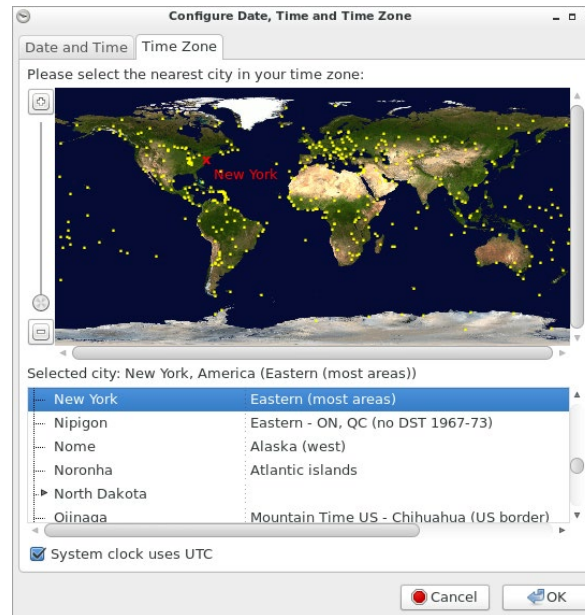 Configure Date, Time and Time Zone
Date and Time Time Zone
Please select the nearest city in your time zone:
New York
Selected city: New York, America (Eastern (most areas))
New York Eastern (most areas)
Nipigon Eastern - ON, QC (no DST 1967-73)
Nome Alaska (west)
Noronha Atlantic islands
North Dakota
Ojinaga Mountain Time US - Chihuahua (US border)
System clock uses UTC
Cancel OK